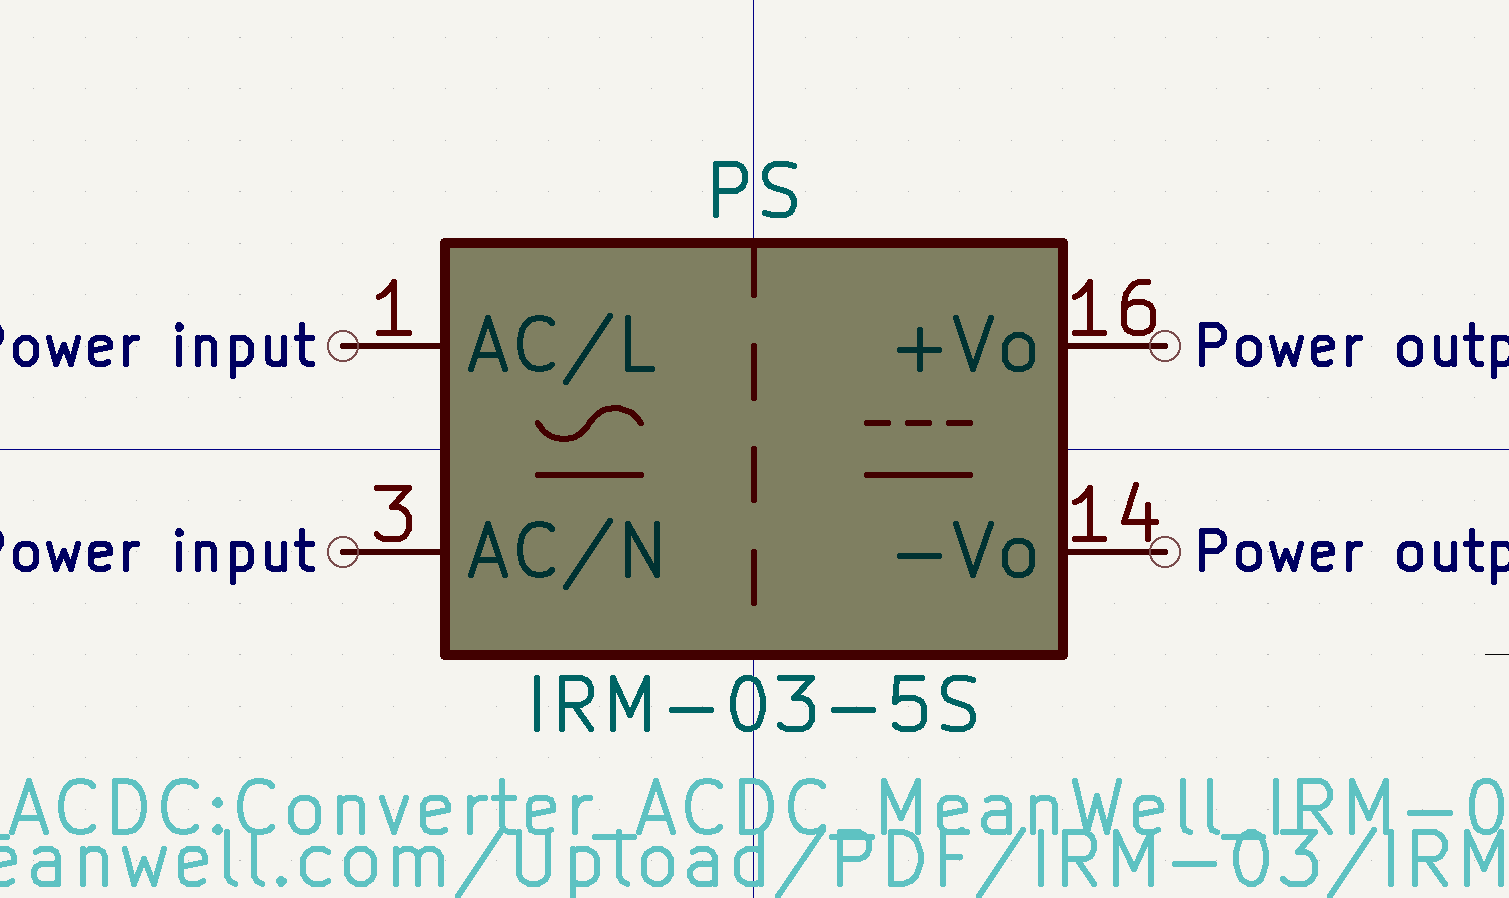 PS
1
16
Power input
AC/L
+Vo
Power outp
3
14
Power input
AC/N
-Vo
Power outp
IRM-03-5S
_ACDC:Converter_ACDC_MeanWell_IRM-0
eanwell.com/Upload/PDF/IRM-03/IRM